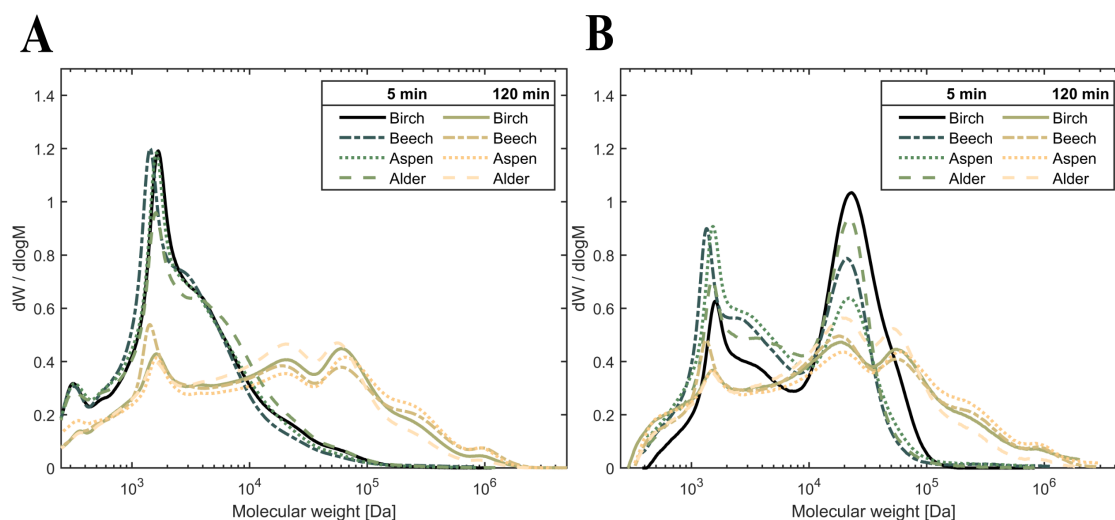 A
B
5 min 120 min
Birch Birch
Beech Beech
Aspen Aspen
Alder Alder
5 min 120 min
Birch Birch
Beech Beech
Aspen Aspen
Alder Alder
dW / dlogM
1.4
1.2
1
0.8
0.6
0.4
0.2
0
10³ 10⁴ 10⁵ 10⁶
Molecular weight [Da]
dW / dlogM
1.4
1.2
1
0.8
0.6
0.4
0.2
0
10³ 10⁴ 10⁵ 10⁶
Molecular weight [Da]